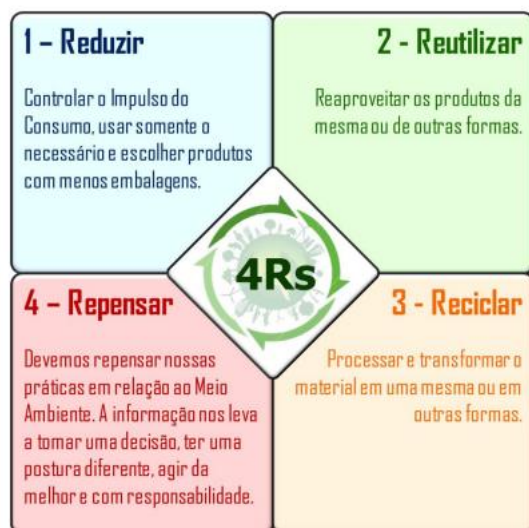 1 – Reduzir
Controlar o Impulso do
Consumo, usar somente o
necessário e escolher produtos
com menos embalagens.
2 - Reutilizar
Reaproveitar os produtos da
mesma ou de outras formas.
4Rs
4 – Repensar
Devemos repensar nossas
práticas em relação ao Meio
Ambiente. A informação nos leva
a tomar uma decisão, ter uma
postura diferente, agir da
melhor e com responsabilidade.
3 - Reciclar
Processar e transformar o
material em uma mesma ou em
outras formas.